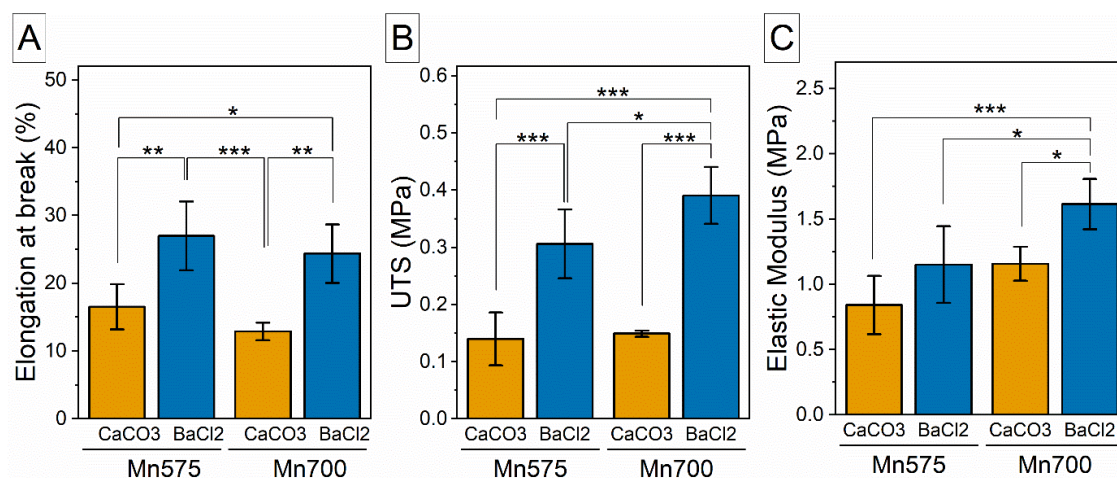 A
Elongation at break (%)
50
40
30
20
10
0
*
** *** **
CaCO3 BaCl2 CaCO3 BaCl2
Mn575 Mn700
B
UTS (MPa)
0.6
0.5
0.4
0.3
0.2
0.1
0.0
***
*
*** ***
CaCO3 BaCl2 CaCO3 BaCl2
Mn575 Mn700
C
Elastic Modulus (MPa)
2.5
2.0
1.5
1.0
0.5
0.0
***
*
*
CaCO3 BaCl2 CaCO3 BaCl2
Mn575 Mn700